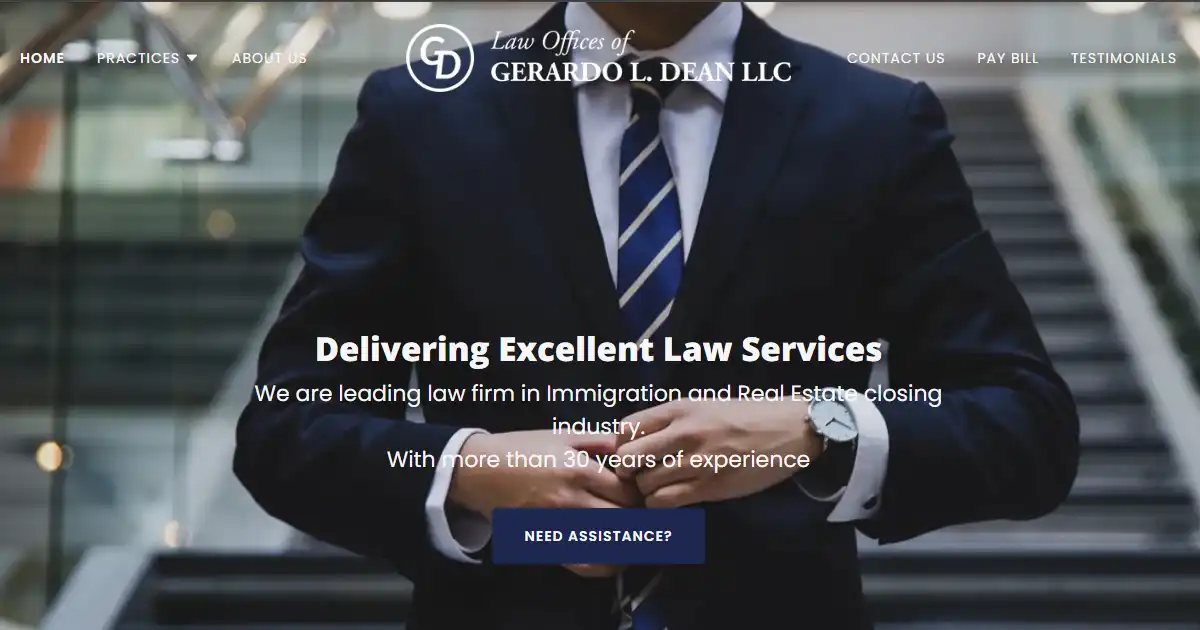 HOME PRACTICES ABOUT US
GD
Law Offices of
GERARDO L. DEAN LLC
CONTACT US PAY BILL TESTIMONIALS
Delivering Excellent Law Services
We are leading law firm in Immigration and Real Estate closing
industry.
With more than 30 years of experience
NEED ASSISTANCE?